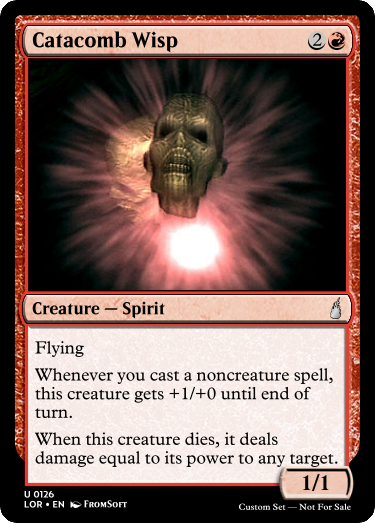 Catacomb Wisp 2
Creature — Spirit
Flying
Whenever you cast a noncreature spell,
this creature gets +1/+0 until end of
turn.
When this creature dies, it deals
damage equal to its power to any target.
1/1
U 0126
LOR • EN FROMSOFT
Custom Set — Not For Sale